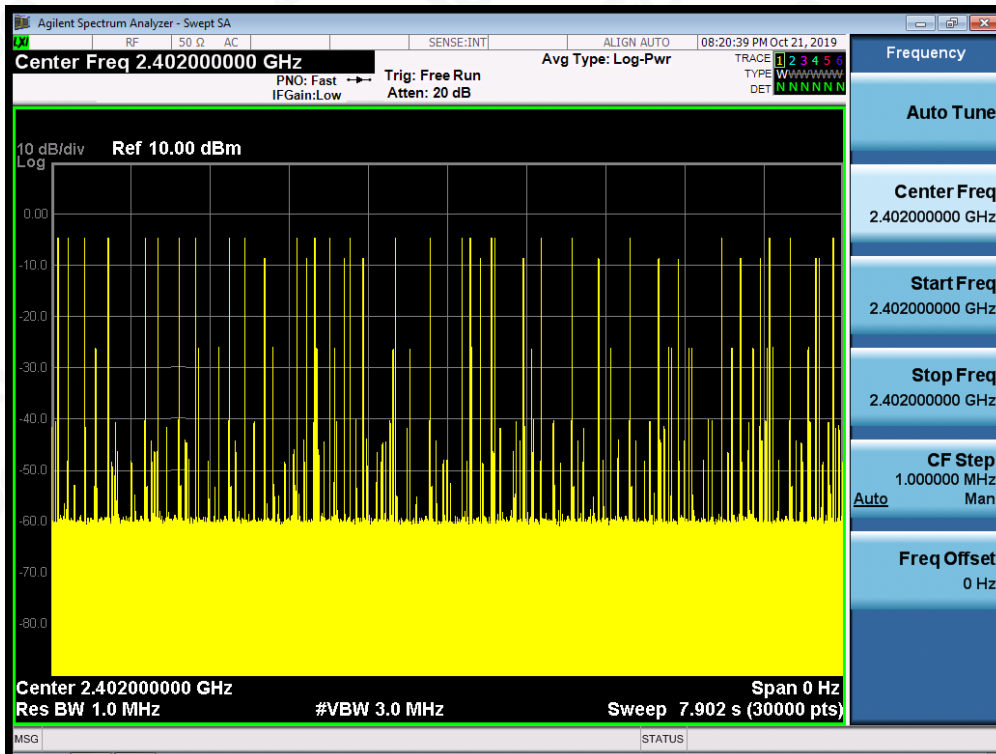 Agilent Spectrum Analyzer - Swept SA
LXI RF 50 Ω AC SENSE:INT ALIGN AUTO 08:20:39 PM Oct 21, 2019
Center Freq 2.402000000 GHz
PNO: Fast
IFGain:Low
Trig: Free Run
Atten: 20 dB
Avg Type: Log-Pwr
TRACE 1 2 3 4 5 6
TYPE WWWWWWW
DET N N N N N N
10 dB/div Ref 10.00 dBm
Log
0.00
-10.0
-20.0
-30.0
-40.0
-50.0
-60.0
-70.0
-80.0
Center 2.402000000 GHz Span 0 Hz
Res BW 1.0 MHz #VBW 3.0 MHz Sweep 7.902 s (30000 pts)
MSG STATUS
Frequency
Auto Tune
Center Freq
2.402000000 GHz
Start Freq
2.402000000 GHz
Stop Freq
2.402000000 GHz
CF Step
1.000000 MHz
Auto Man
Freq Offset
0 Hz